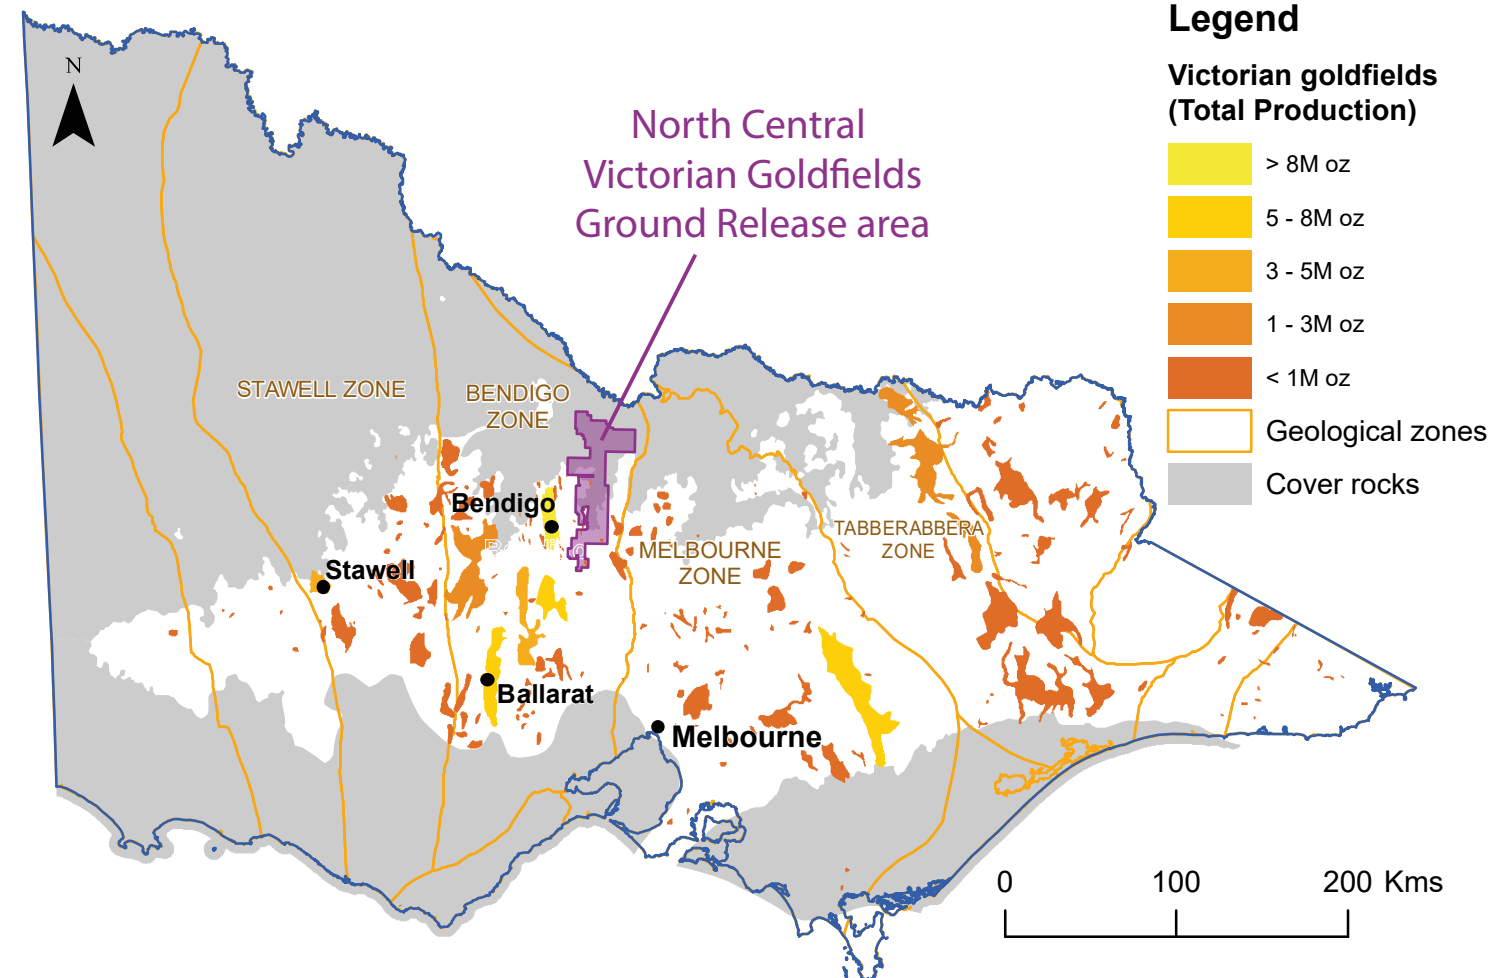 Legend
Victorian goldfields
(Total Production)
> 8M oz
5 - 8M oz
3 - 5M oz
1 - 3M oz
< 1M oz
Geological zones
Cover rocks
N
North Central
Victorian Goldfields
Ground Release area
STAWELL ZONE
BENDIGO
ZONE
Bendigo
Stawell
MELBOURNE
ZONE
TABBERABBERA
ZONE
Ballarat
Melbourne
0 100 200 Kms